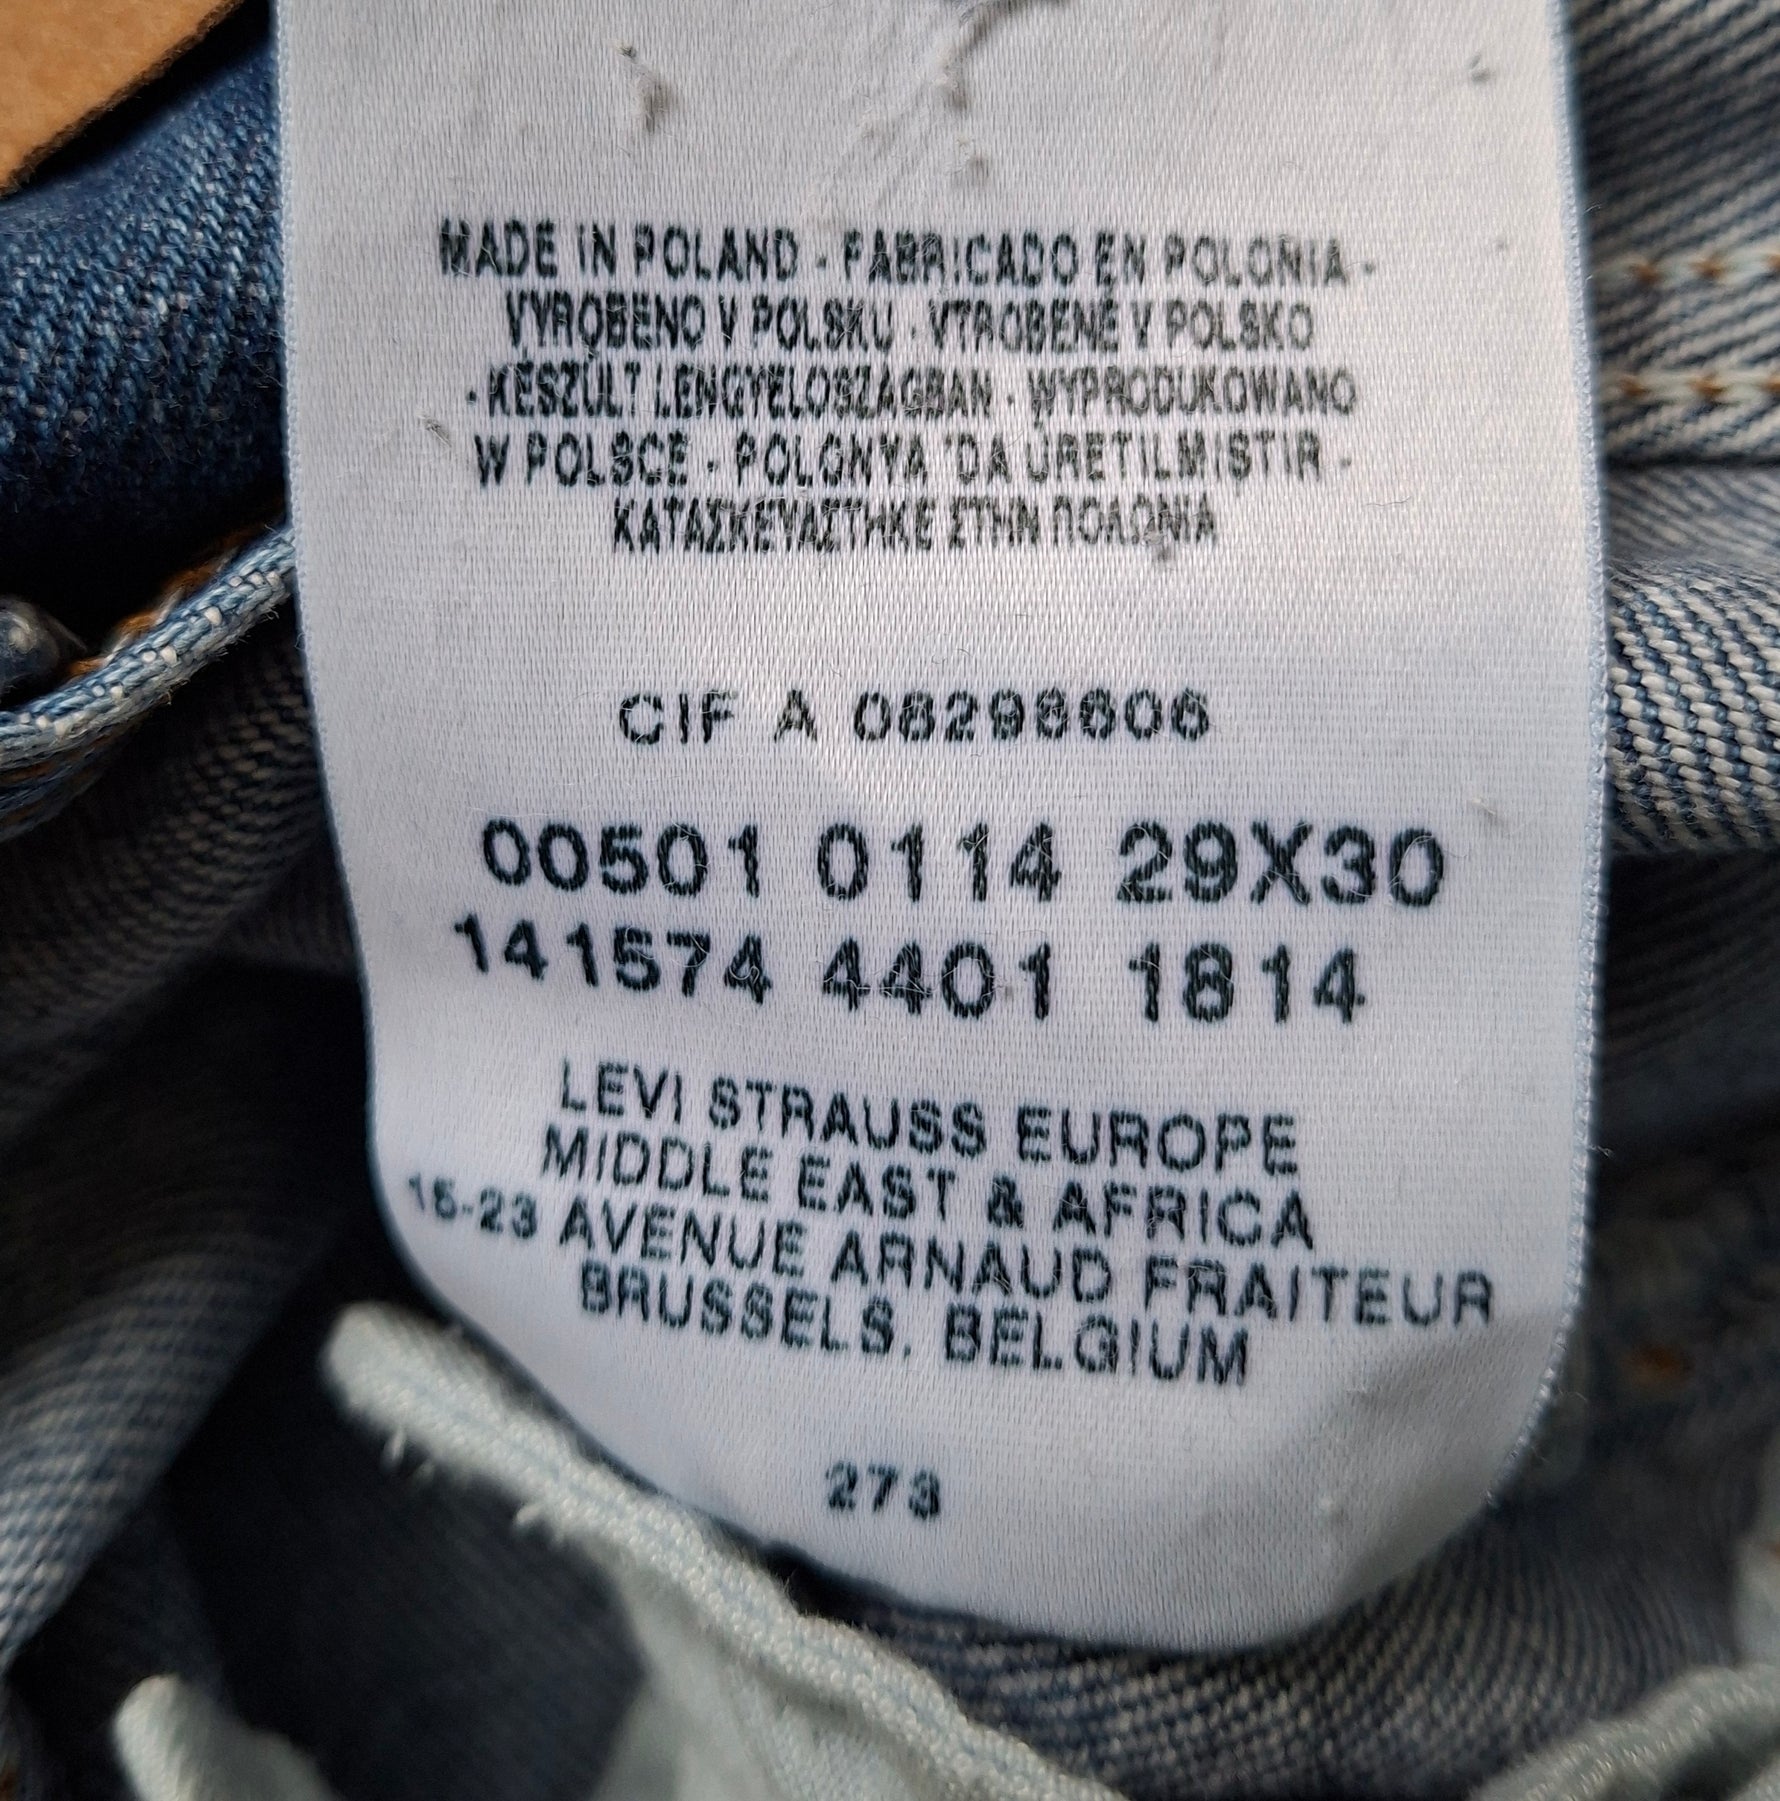 MADE IN POLAND - FABRICADO EN POLONIA -
VYROBENO V POLSKU - VYROBENÉ V POLSKO
- KÉSZÜLT LENGYELOSZÁGBAN - WYPRODUKOWANO
W POLSCE - POLONYA 'DA ÜRETILMISTIR -
ΚΑΤΑΣΚΕΥΑΣΤΗΚΕ ΣΤΗΝ ΠΟΛΩΝΙΑ
CIF A 08298606
00501 0114 29X30
141574 4401 1814
LEVI STRAUSS EUROPE
MIDDLE EAST & AFRICA
15-23 AVENUE ARNAUD FRAITEUR
BRUSSELS, BELGIUM
273